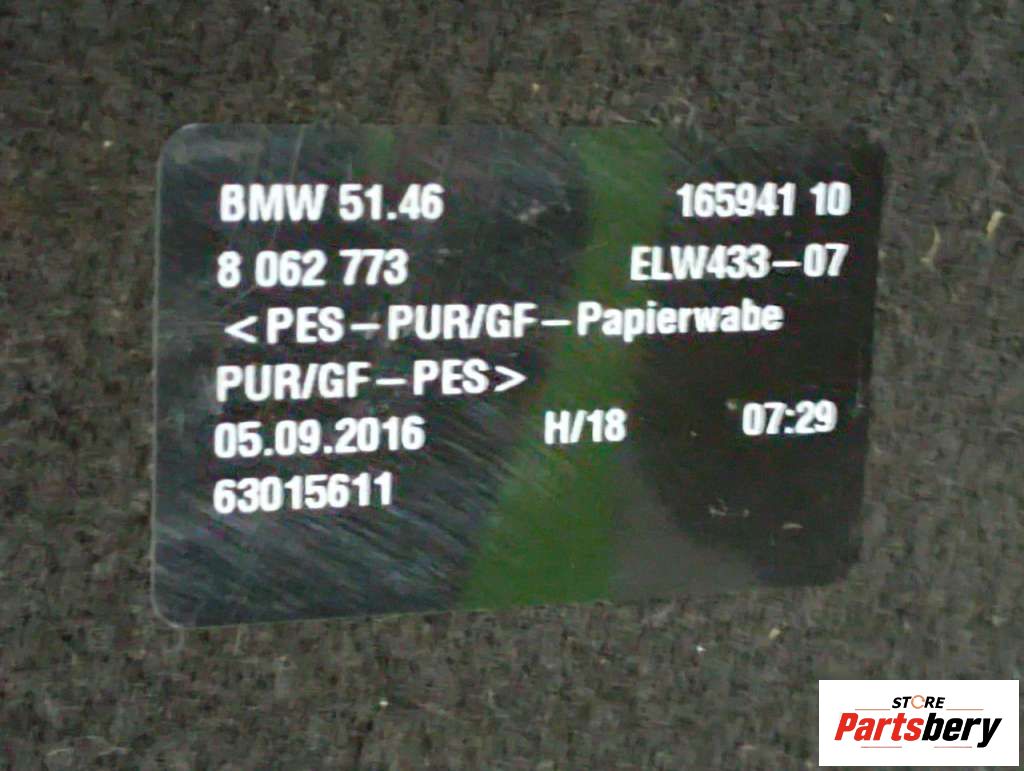 BMW 51.46 165941 10
8 062 773 ELW433-07
<PES-PUR/GF-Papierwabe
PUR/GF-PES>
05.09.2016 H/18 07:29
63015611
STORE
Partsbery